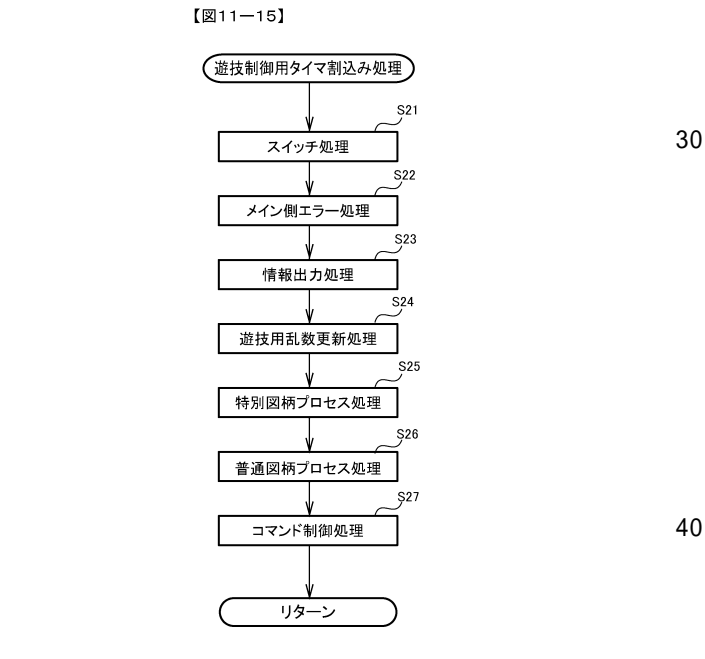 【図11－15】
遊技制御用タイマ割込み処理
S21
スイッチ処理
30
S22
メイン側エラー処理
S23
情報出力処理
S24
遊技用乱数更新処理
S25
特別図柄プロセス処理
S26
普通図柄プロセス処理
S27
コマンド制御処理
40
リターン